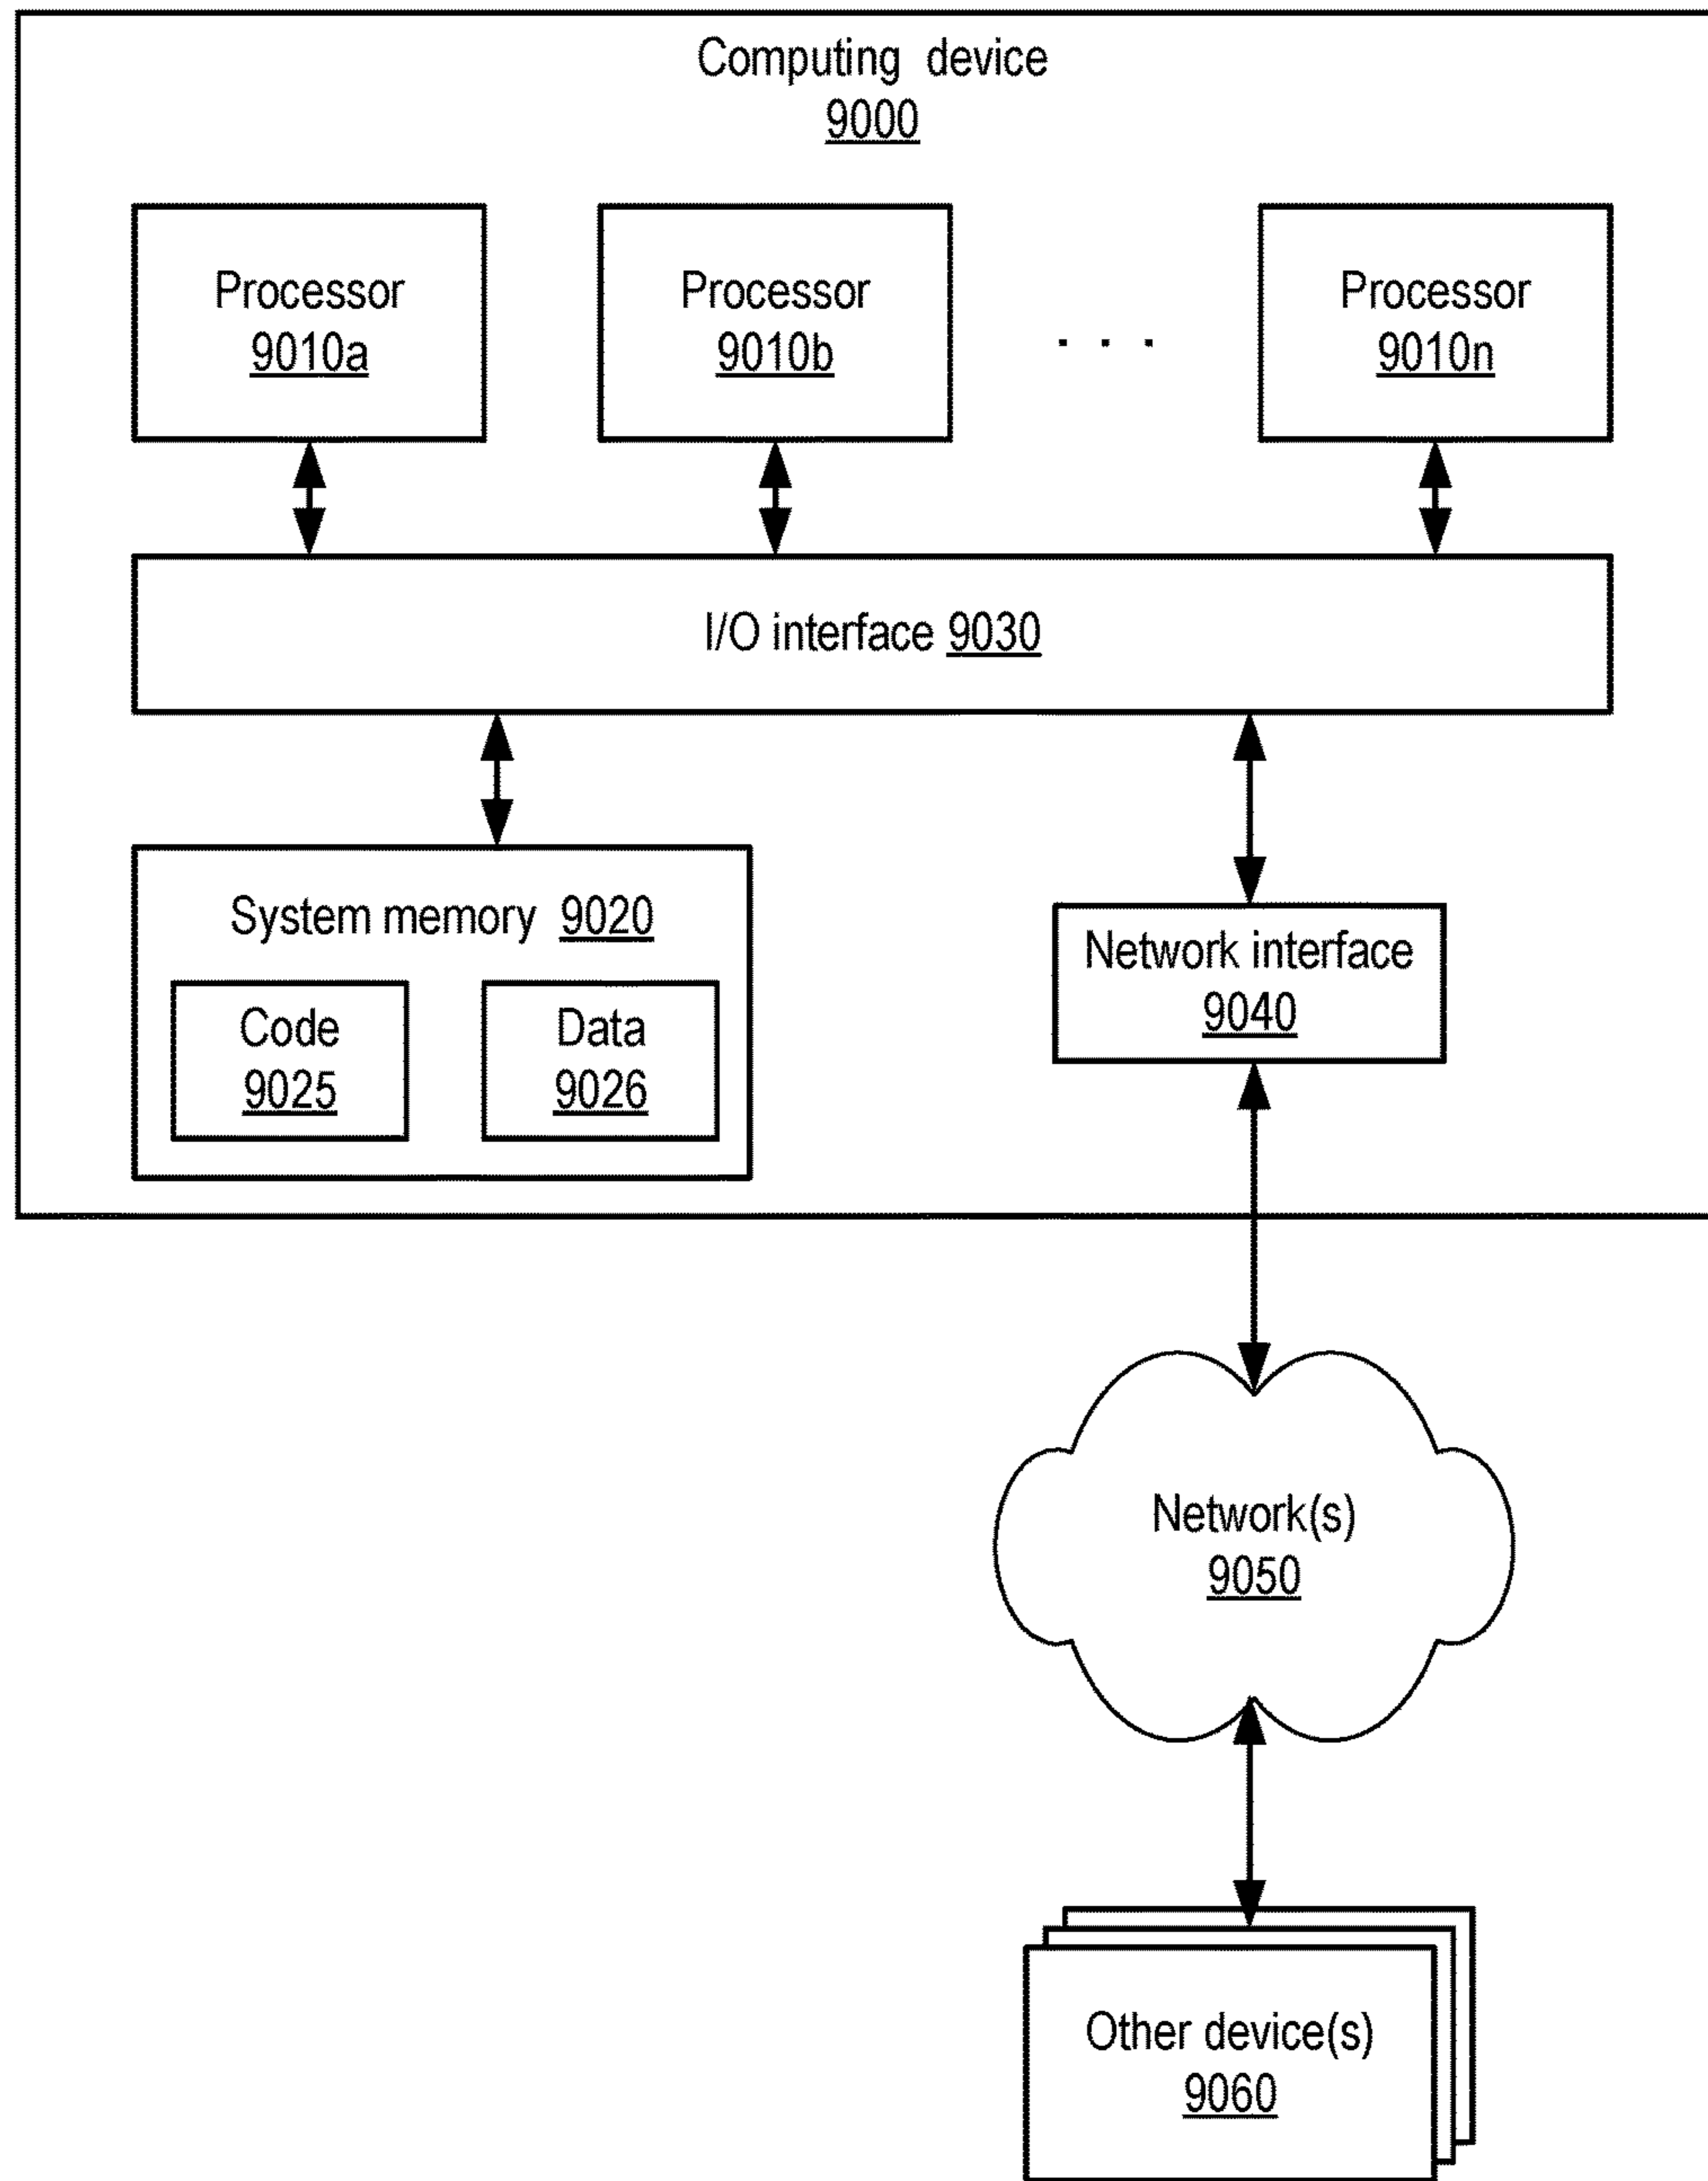 Computing device
9000
Processor
9010a
Processor
9010b
. . .
Processor
9010n
I/O interface 9030
System memory 9020
Code
9025
Data
9026
Network interface
9040
Network(s)
9050
Other device(s)
9060